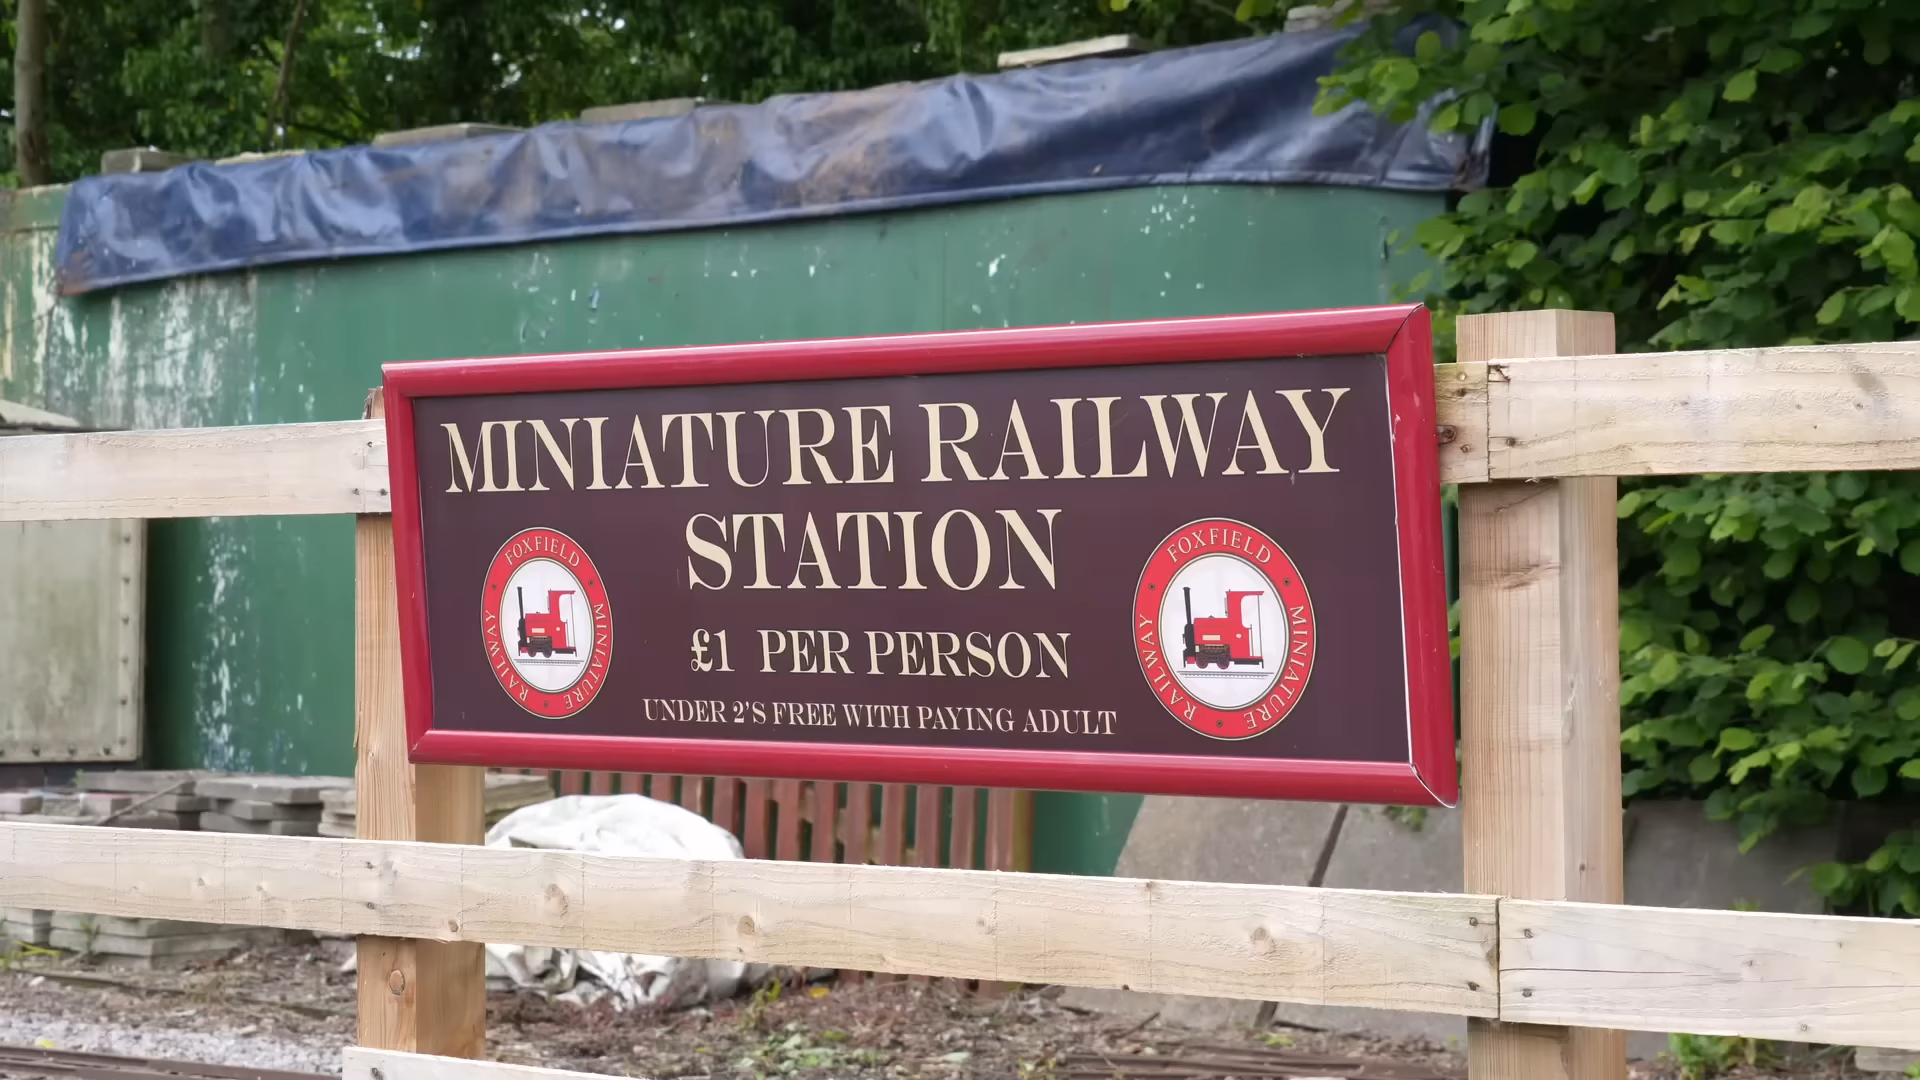 MINIATURE RAILWAY
STATION
£1 PER PERSON
UNDER 2'S FREE WITH PAYING ADULT
FOXFIELD MINIATURE RAILWAY
FOXFIELD MINIATURE RAILWAY